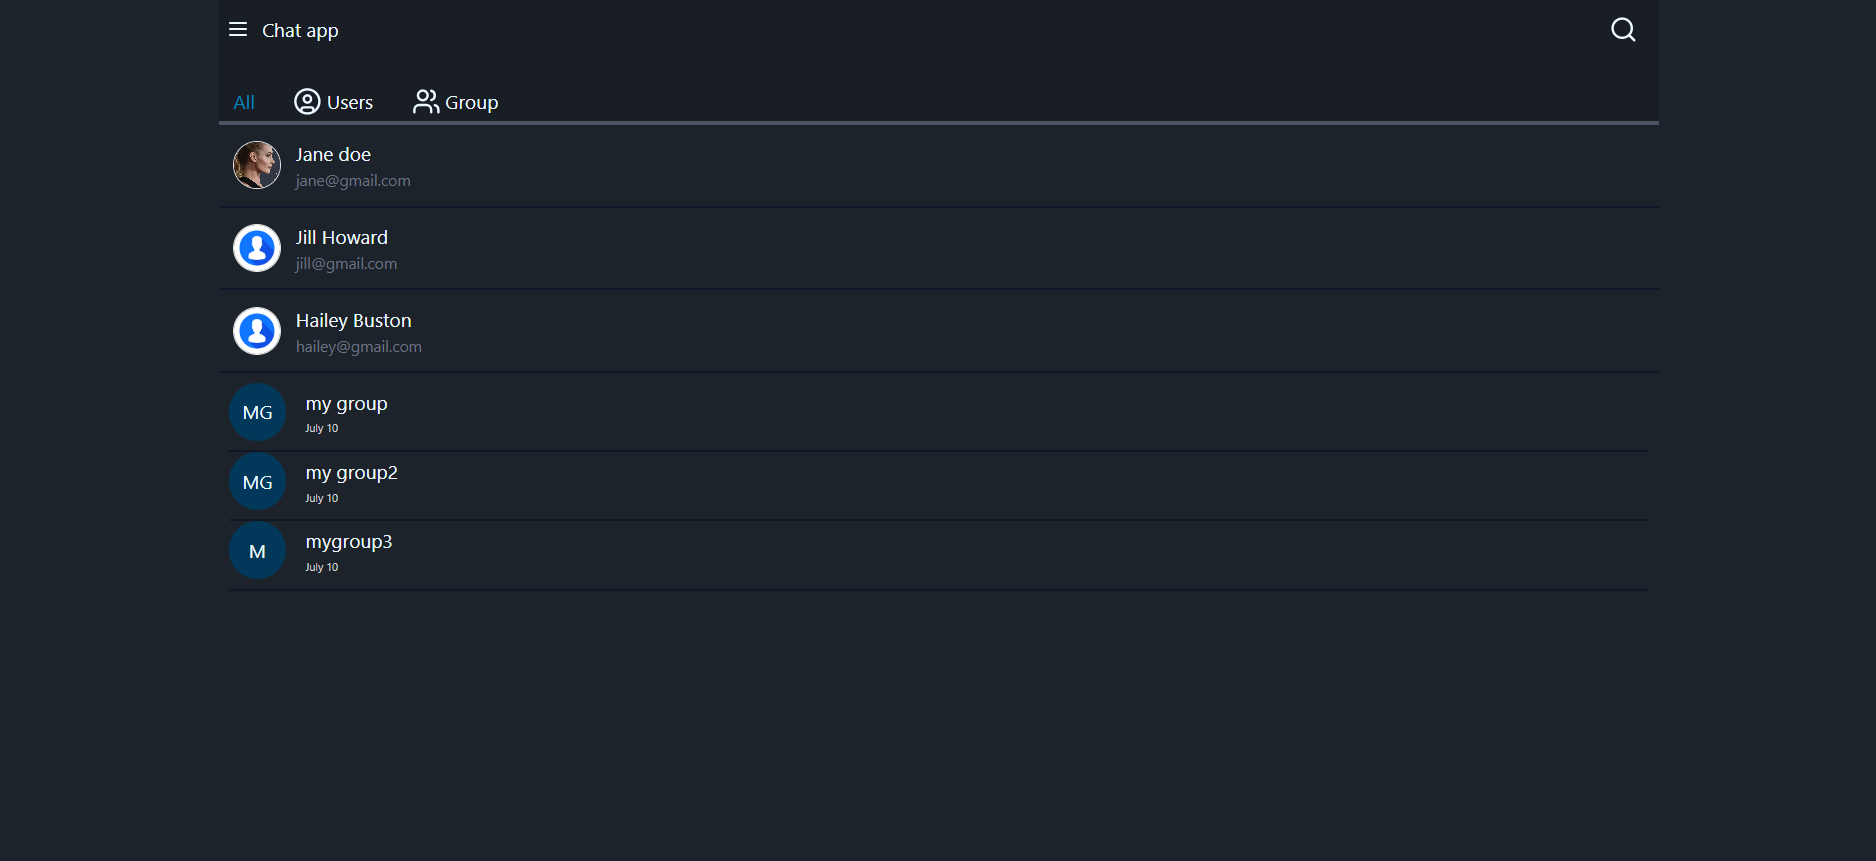 Chat app
All Users Group
Jane doe
jane@gmail.com
Jill Howard
jill@gmail.com
Hailey Buston
hailey@gmail.com
MG my group
July 10
MG my group2
July 10
M mygroup3
July 10